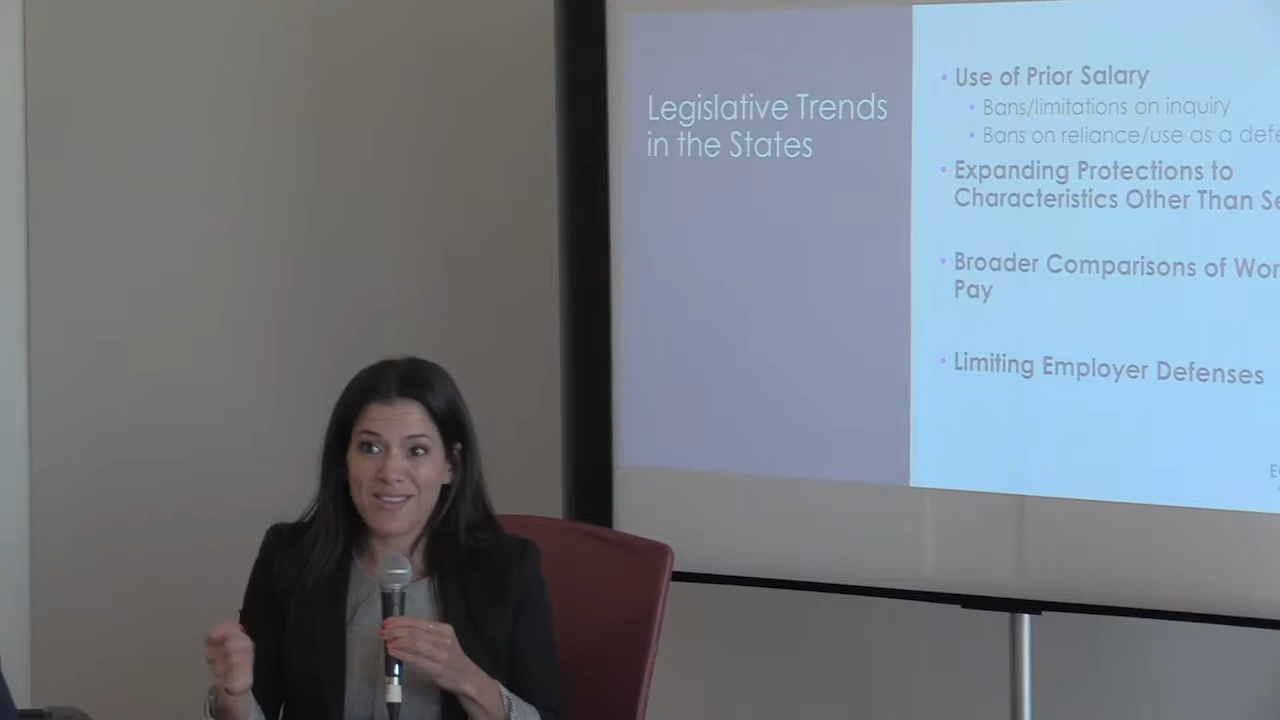 Legislative Trends
in the States
• Use of Prior Salary
• Bans/limitations on inquiry
• Bans on reliance/use as a
• Expanding Protections to
Characteristics Other Than
• Broader Comparisons of
Pay
• Limiting Employer Defenses